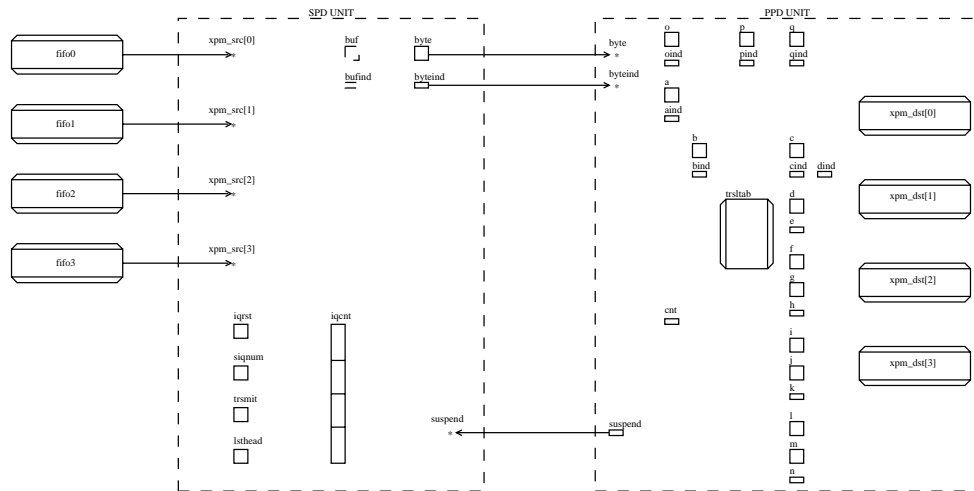 SPD UNIT
PPD UNIT
fifo0
xpm_src[0]
buf
byte
bufind
byteind
byte
byteind
o
p
q
oind
pind
qind
a
aind
fifo1
xpm_src[1]
xpm_dst[0]
b
c
bind
cind
dind
fifo2
xpm_src[2]
trsltab
d
e
xpm_dst[1]
fifo3
xpm_src[3]
f
g
h
xpm_dst[2]
iqrst
iqcnt
cnt
i
siqnum
j
k
xpm_dst[3]
trsmit
suspend
suspend
l
lsthead
m
n